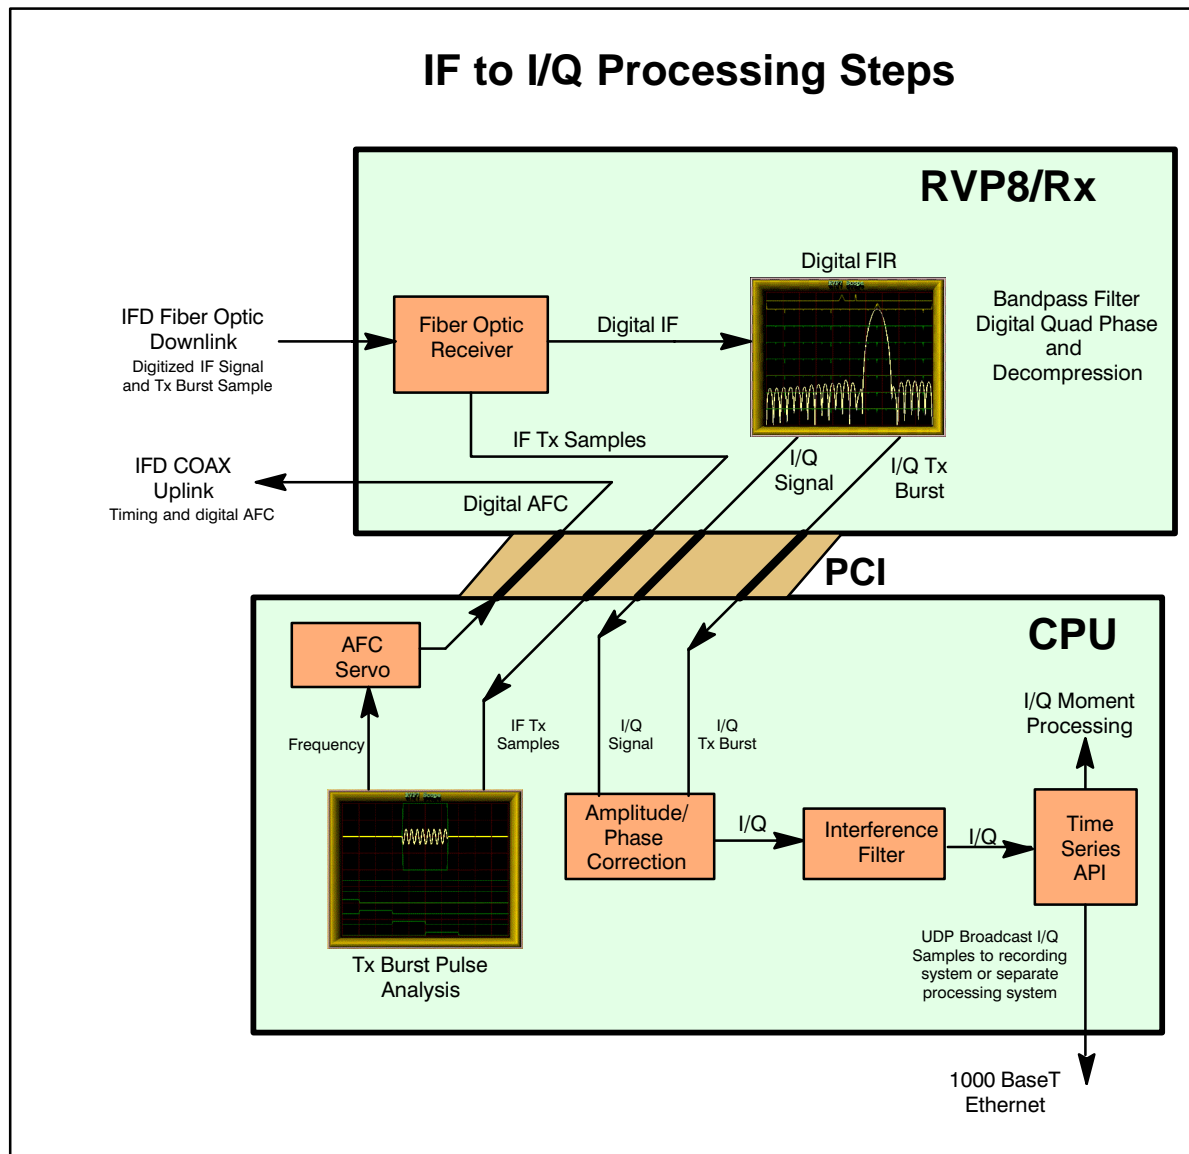 IF to I/Q Processing Steps
RVP8/Rx
Digital FIR
IFD Fiber Optic
Downlink
Digitized IF Signal
and Tx Burst Sample
Fiber Optic
Receiver
Digital IF
Bandpass Filter
Digital Quad Phase
and
Decompression
IF Tx Samples
I/Q
Signal
I/Q Tx
Burst
IFD COAX
Uplink
Timing and digital AFC
Digital AFC
PCI
CPU
AFC
Servo
Frequency
IF Tx
Samples
I/Q
Signal
I/Q
Tx Burst
I/Q Moment
Processing
Amplitude/
Phase
Correction
I/Q
Interference
Filter
I/Q
Time
Series
API
Tx Burst Pulse
Analysis
UDP Broadcast I/Q
Samples to recording
system or separate
processing system
1000 BaseT
Ethernet